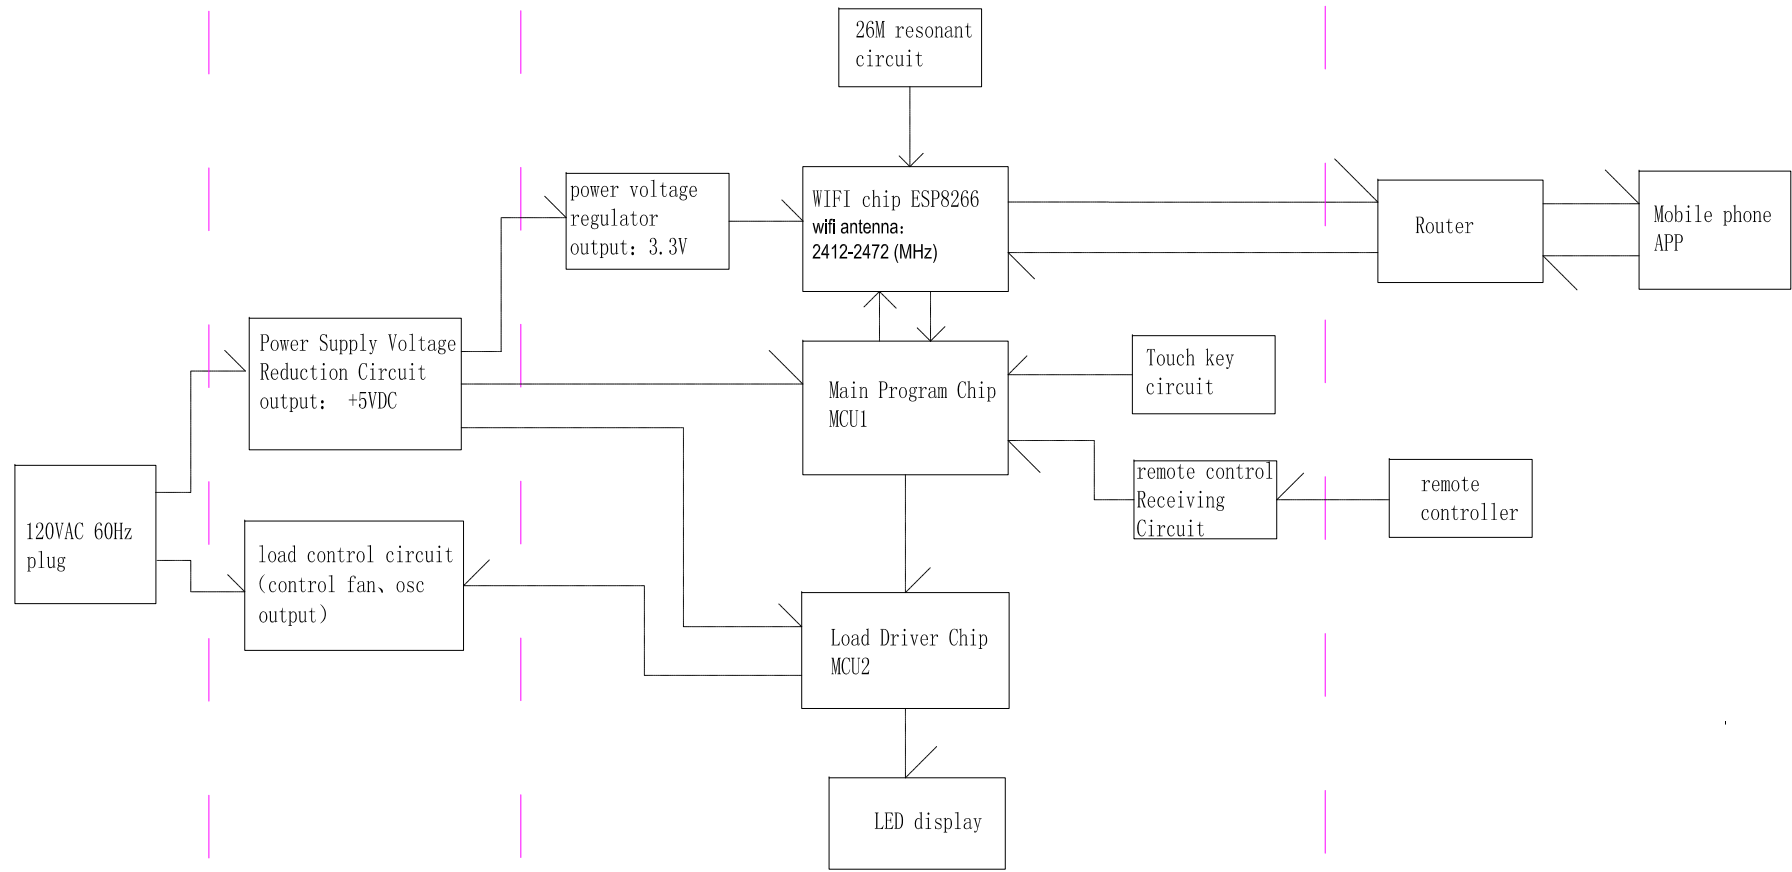 26M resonant
circuit
power voltage
regulator
output: 3.3V
WIFI chip ESP8266
wifi antenna:
2412-2472 (MHz)
Router
Mobile phone
APP
Power Supply Voltage
Reduction Circuit
output: +5VDC
Main Program Chip
MCU1
Touch key
circuit
remote control
Receiving
Circuit
remote
controller
120VAC 60Hz
plug
load control circuit
(control fan、osc
output)
Load Driver Chip
MCU2
LED display